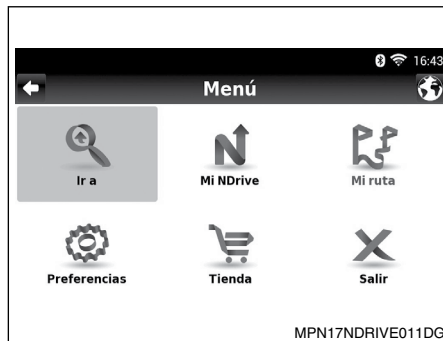 16:43
Menú
Ir a
Mi NDrive
Mi ruta
Preferencias
Tienda
Salir
MPN17NDRIVE011DG